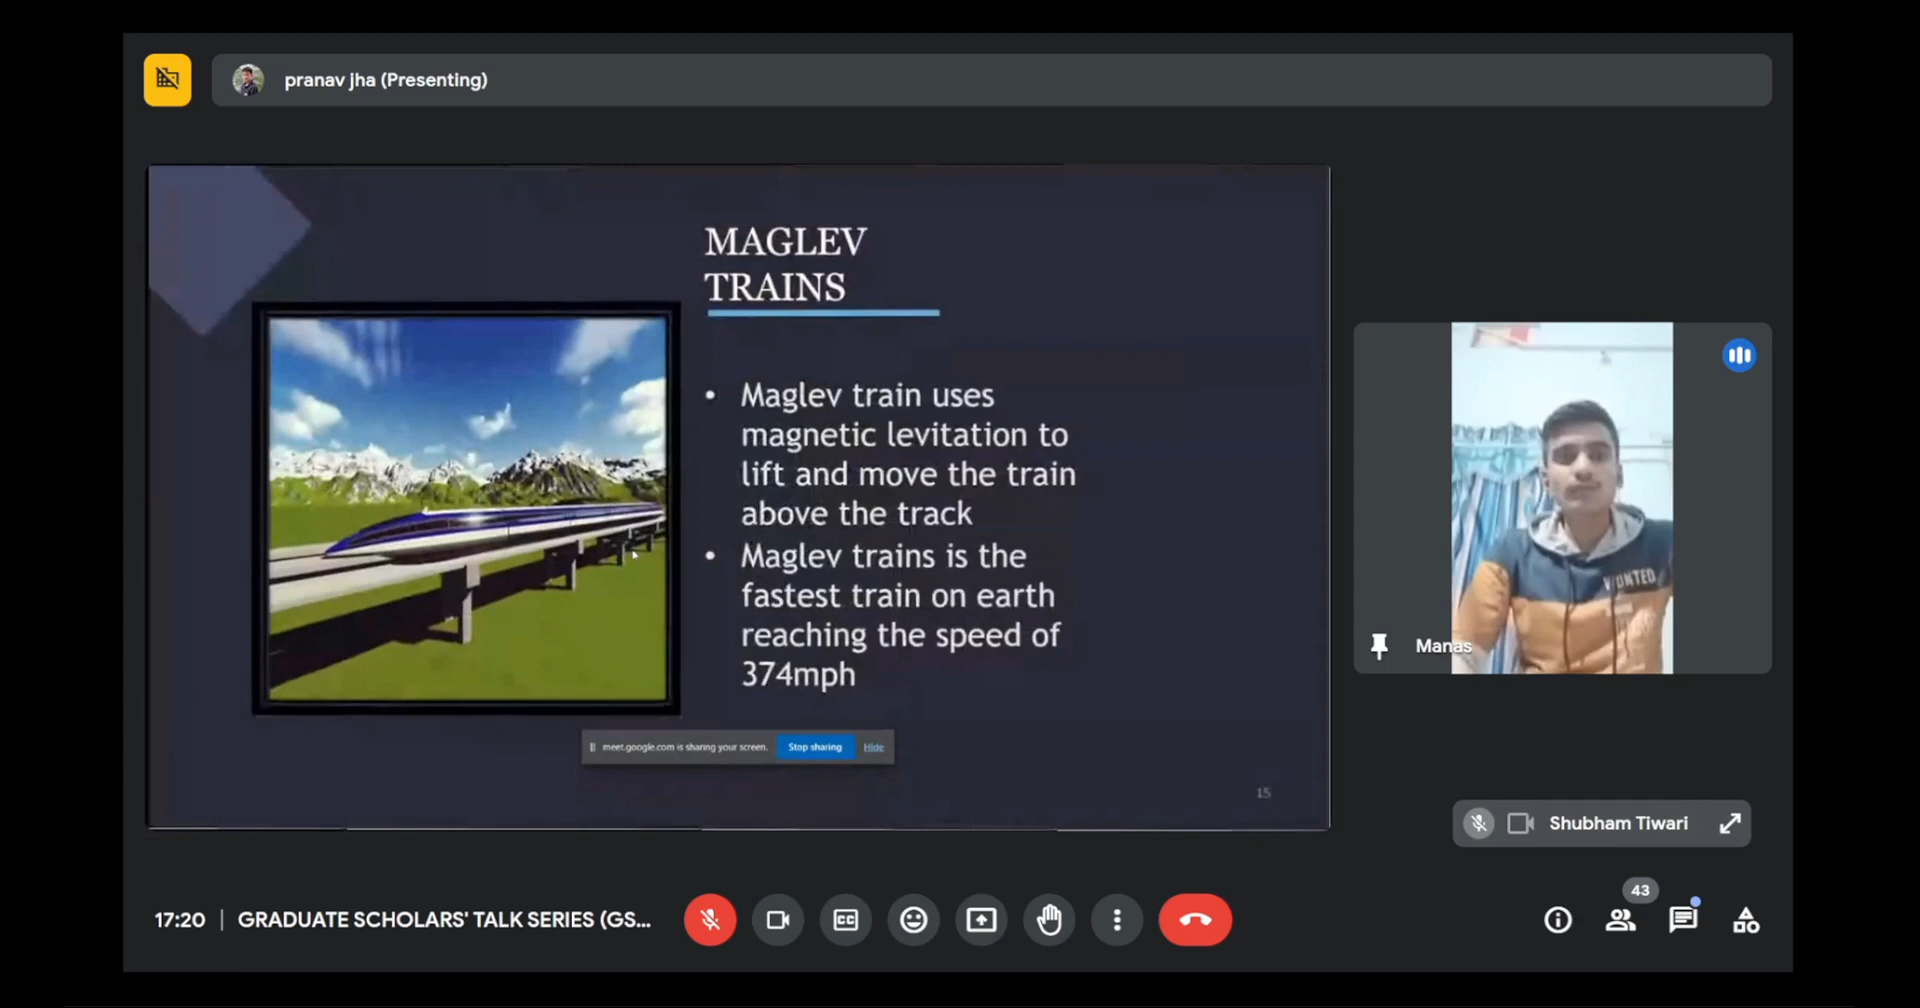 pranav jha (Presenting)
MAGLEV
TRAINS
• Maglev train uses
magnetic levitation to
lift and move the train
above the track
• Maglev trains is the
fastest train on earth
reaching the speed of
374mph
meet.google.com is sharing your screen. Stop sharing Hide
15
WONTED
Manas
Shubham Tiwari
43
17:20 | GRADUATE SCHOLARS' TALK SERIES (GS...
CC